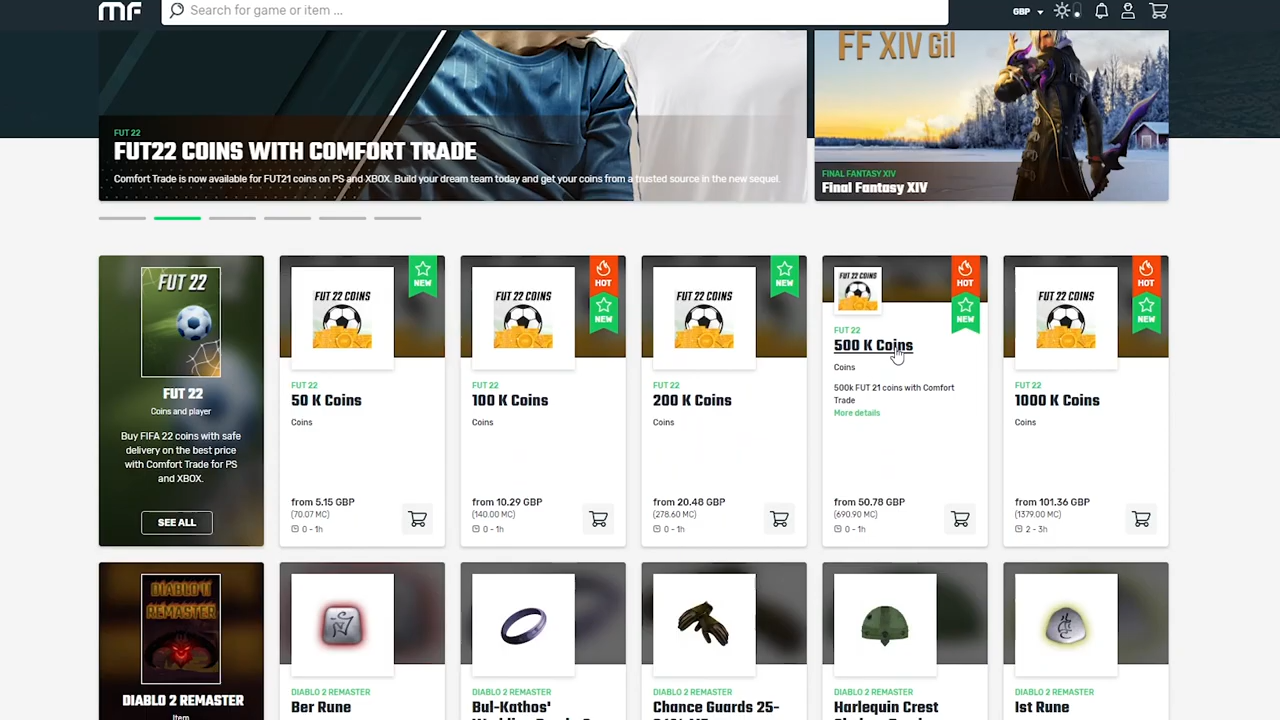 MF
Search for game or item ...
GBP
FUT 22
FUT22 COINS WITH COMFORT TRADE
Comfort Trade is now available for FUT21 coins on PS and XBOX. Build your dream team today and get your coins from a trusted source in the new sequel.
FF XIV Gil
FINAL FANTASY XIV
Final Fantasy XIV
FUT 22
FUT 22
Coins and player
Buy FIFA 22 coins with safe
delivery on the best price
with Comfort Trade for PS
and XBOX.
SEE ALL
NEW
FUT 22 COINS
FUT 22
50 K Coins
Coins
from 5.15 GBP
(70.07 MC)
0 - 1h
HOT
NEW
FUT 22 COINS
FUT 22
100 K Coins
Coins
from 10.29 GBP
(140.00 MC)
0 - 1h
NEW
FUT 22 COINS
FUT 22
200 K Coins
Coins
from 20.48 GBP
(278.60 MC)
0 - 1h
HOT
NEW
FUT 22 COINS
FUT 22
500 K Coins
Coins
500k FUT 21 coins with Comfort
Trade
More details
from 50.78 GBP
(690.90 MC)
0 - 1h
HOT
NEW
FUT 22 COINS
FUT 22
1000 K Coins
Coins
from 101.36 GBP
(1379.00 MC)
2 - 3h
DIABLO II
REMASTER
DIABLO 2 REMASTER
Item
DIABLO 2 REMASTER
Ber Rune
DIABLO 2 REMASTER
Bul-Kathos'
DIABLO 2 REMASTER
Chance Guards 25-
DIABLO 2 REMASTER
Harlequin Crest
DIABLO 2 REMASTER
Ist Rune